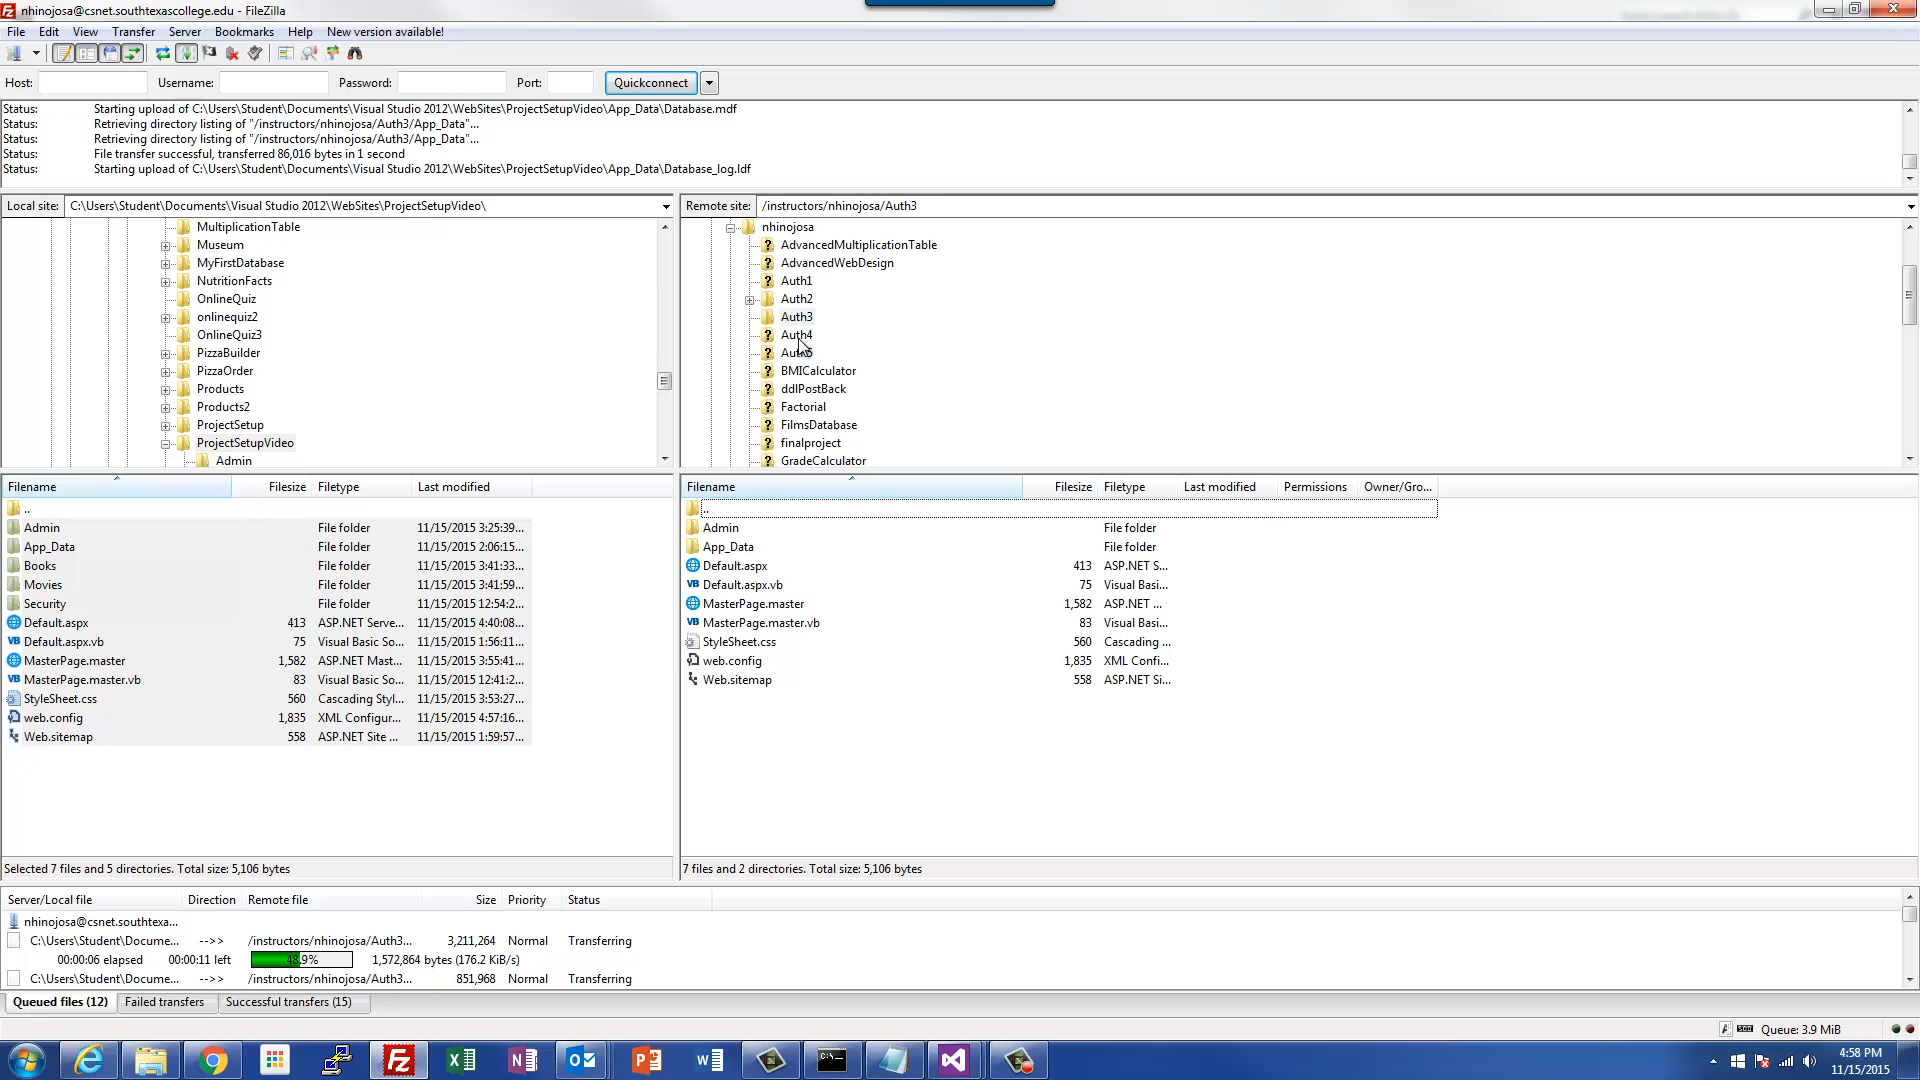 nhinojosa@csnet.southtexascollege.edu - FileZilla
File Edit View Transfer Server Bookmarks Help New version available!
Host: Username: Password: Port: Quickconnect
Status: Starting upload of C:\Users\Student\Documents\Visual Studio 2012\WebSites\ProjectSetupVideo\App_Data\Database.mdf
Status: Retrieving directory listing of "/instructors/nhinojosa/Auth3/App_Data"...
Status: Retrieving directory listing of "/instructors/nhinojosa/Auth3/App_Data"...
Status: File transfer successful, transferred 86,016 bytes in 1 second
Status: Starting upload of C:\Users\Student\Documents\Visual Studio 2012\WebSites\ProjectSetupVideo\App_Data\Database_log.ldf
Local site: C:\Users\Student\Documents\Visual Studio 2012\WebSites\ProjectSetupVideo\
MultiplicationTable
Museum
MyFirstDatabase
NutritionFacts
OnlineQuiz
onlinequiz2
OnlineQuiz3
PizzaBuilder
PizzaOrder
Products
Products2
ProjectSetup
ProjectSetupVideo
Admin
Remote site: /instructors/nhinojosa/Auth3
nhinojosa
AdvancedMultiplicationTable
AdvancedWebDesign
Auth1
Auth2
Auth3
Auth4
BMICalculator
ddlPostBack
Factorial
FilmsDatabase
finalproject
GradeCalculator
Filename Filesize Filetype Last modified
..
Admin File folder 11/15/2015 3:25:39...
App_Data File folder 11/15/2015 2:06:15...
Books File folder 11/15/2015 3:41:33...
Movies File folder 11/15/2015 3:41:59...
Security File folder 11/15/2015 12:54:2...
Default.aspx 413 ASP.NET Serve... 11/15/2015 4:40:08...
Default.aspx.vb 75 Visual Basic So... 11/15/2015 1:56:11...
MasterPage.master 1,582 ASP.NET Mast... 11/15/2015 3:55:41...
MasterPage.master.vb 83 Visual Basic So... 11/15/2015 12:41:2...
StyleSheet.css 560 Cascading Styl... 11/15/2015 3:53:27...
web.config 1,835 XML Configur... 11/15/2015 4:57:16...
Web.sitemap 558 ASP.NET Site ... 11/15/2015 1:59:57...
Selected 7 files and 5 directories. Total size: 5,106 bytes
Filename Filesize Filetype Last modified Permissions Owner/Gro...
..
Admin File folder
App_Data File folder
Default.aspx 413 ASP.NET S...
Default.aspx.vb 75 Visual Basi...
MasterPage.master 1,582 ASP.NET ...
MasterPage.master.vb 83 Visual Basi...
StyleSheet.css 560 Cascading ...
web.config 1,835 XML Confi...
Web.sitemap 558 ASP.NET Si...
7 files and 2 directories. Total size: 5,106 bytes
Server/Local file Direction Remote file Size Priority Status
nhinojosa@csnet.southtexa...
C:\Users\Student\Docume... -->> /instructors/nhinojosa/Auth3... 3,211,264 Normal Transferring
00:00:06 elapsed 00:00:11 left 48.9% 1,572,864 bytes (176.2 KiB/s)
C:\Users\Student\Docume... -->> /instructors/nhinojosa/Auth3... 851,968 Normal Transferring
Queued files (12) Failed transfers Successful transfers (15)
Queue: 3.9 MiB
4:58 PM
11/15/2015